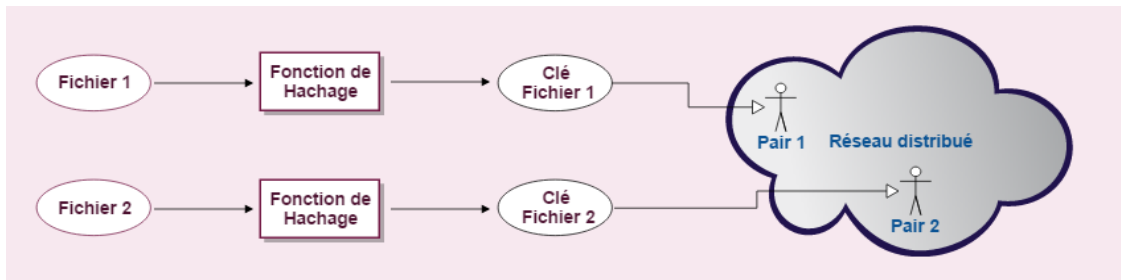 Fichier 1
Fonction de
Hachage
Clé
Fichier 1
Pair 1
Réseau distribué
Fichier 2
Fonction de
Hachage
Clé
Fichier 2
Pair 2